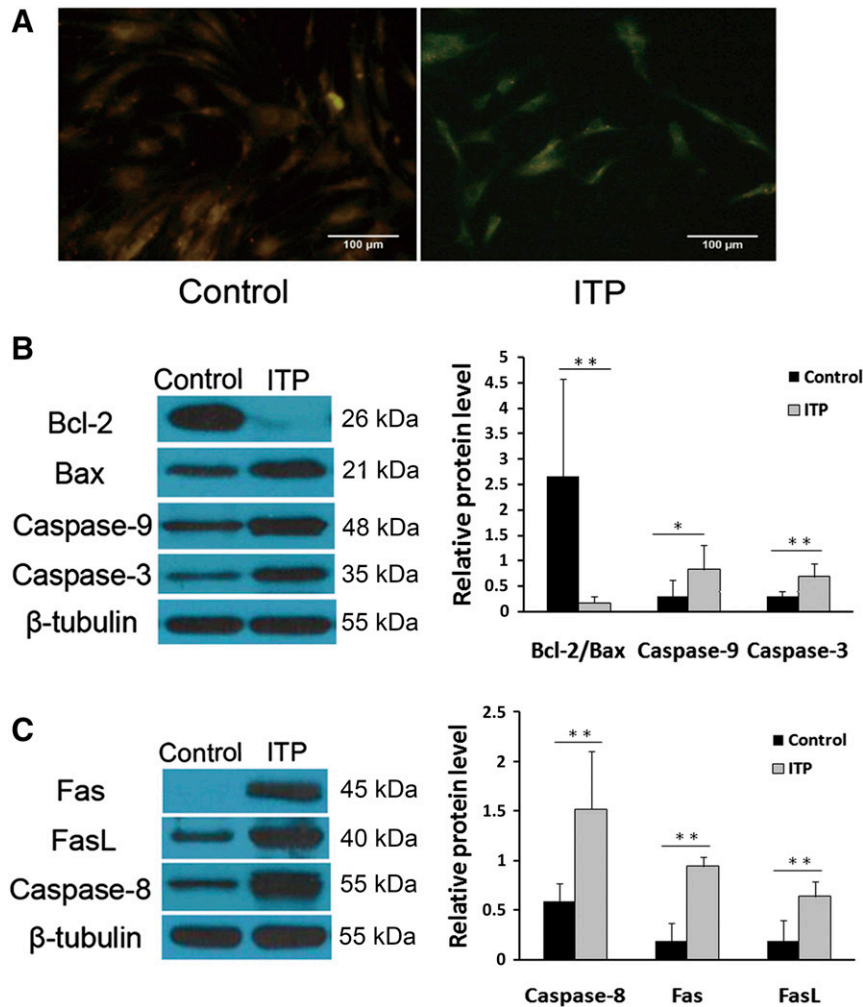 A
100 µm
100 µm
Control
ITP
B
Control ITP
Bcl-2 26 kDa
Bax 21 kDa
Caspase-9 48 kDa
Caspase-3 35 kDa
β-tubulin 55 kDa
Relative protein level
5
4.5
4
3.5
3
2.5
2
1.5
1
0.5
0
**
*
**
Control
ITP
Bcl-2/Bax Caspase-9 Caspase-3
C
Control ITP
Fas 45 kDa
FasL 40 kDa
Caspase-8 55 kDa
β-tubulin 55 kDa
Relative protein level
2.5
2
1.5
1
0.5
0
**
**
**
Control
ITP
Caspase-8 Fas FasL